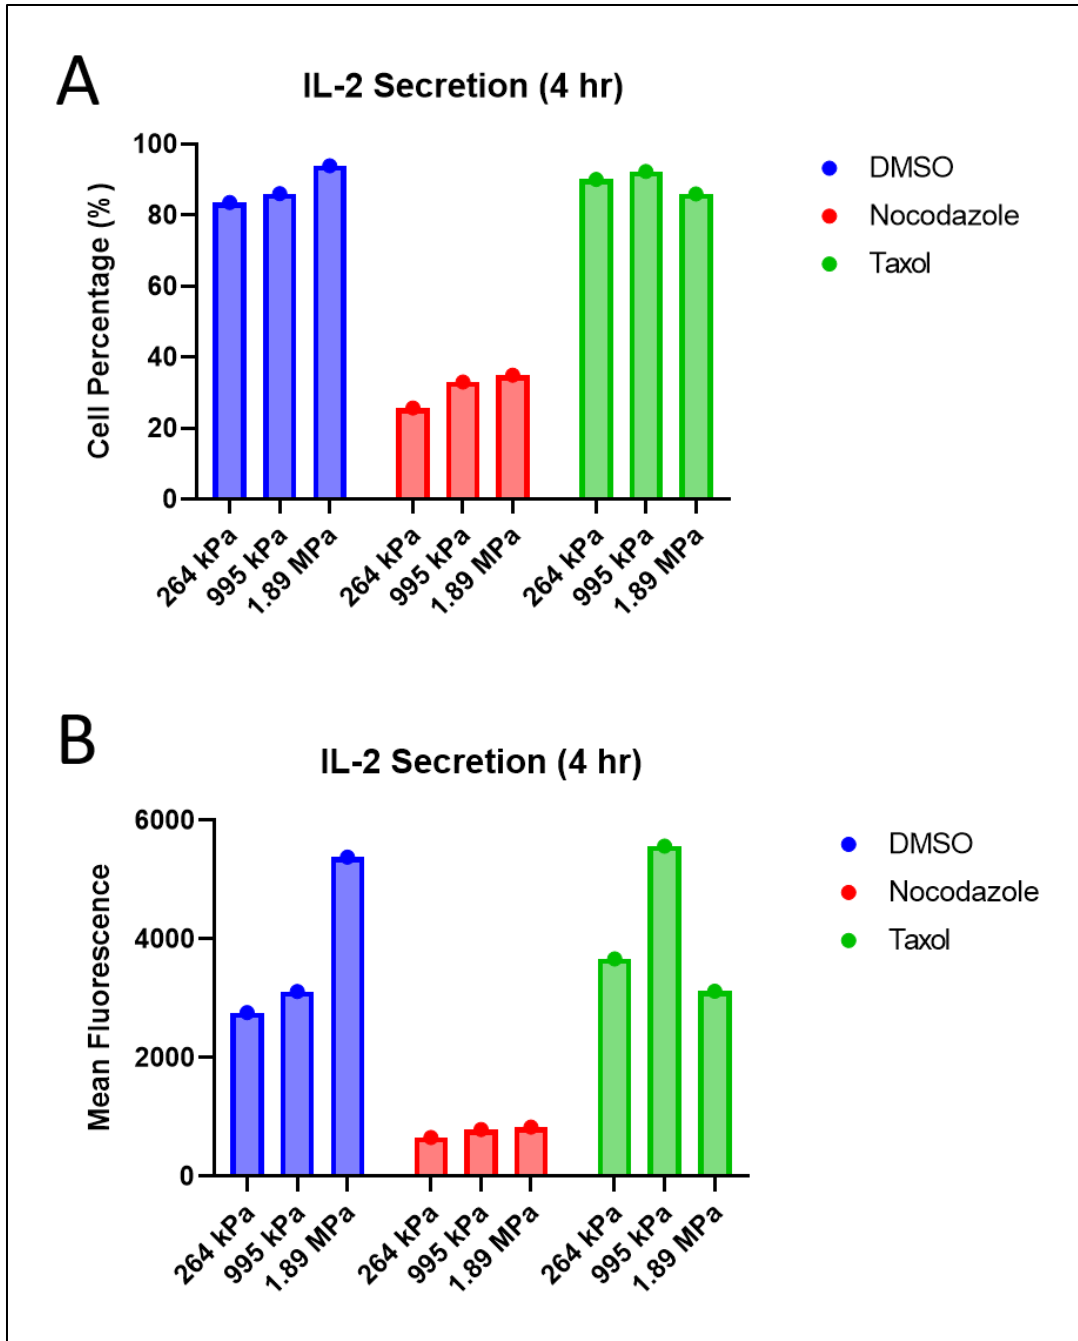 A
IL-2 Secretion (4 hr)
Cell Percentage (%)
100
80
60
40
20
0
264 kPa
995 kPa
1.89 MPa
264 kPa
995 kPa
1.89 MPa
264 kPa
995 kPa
1.89 MPa
DMSO
Nocodazole
Taxol
B
IL-2 Secretion (4 hr)
Mean Fluorescence
6000
4000
2000
0
264 kPa
995 kPa
1.89 MPa
264 kPa
995 kPa
1.89 MPa
264 kPa
995 kPa
1.89 MPa
DMSO
Nocodazole
Taxol